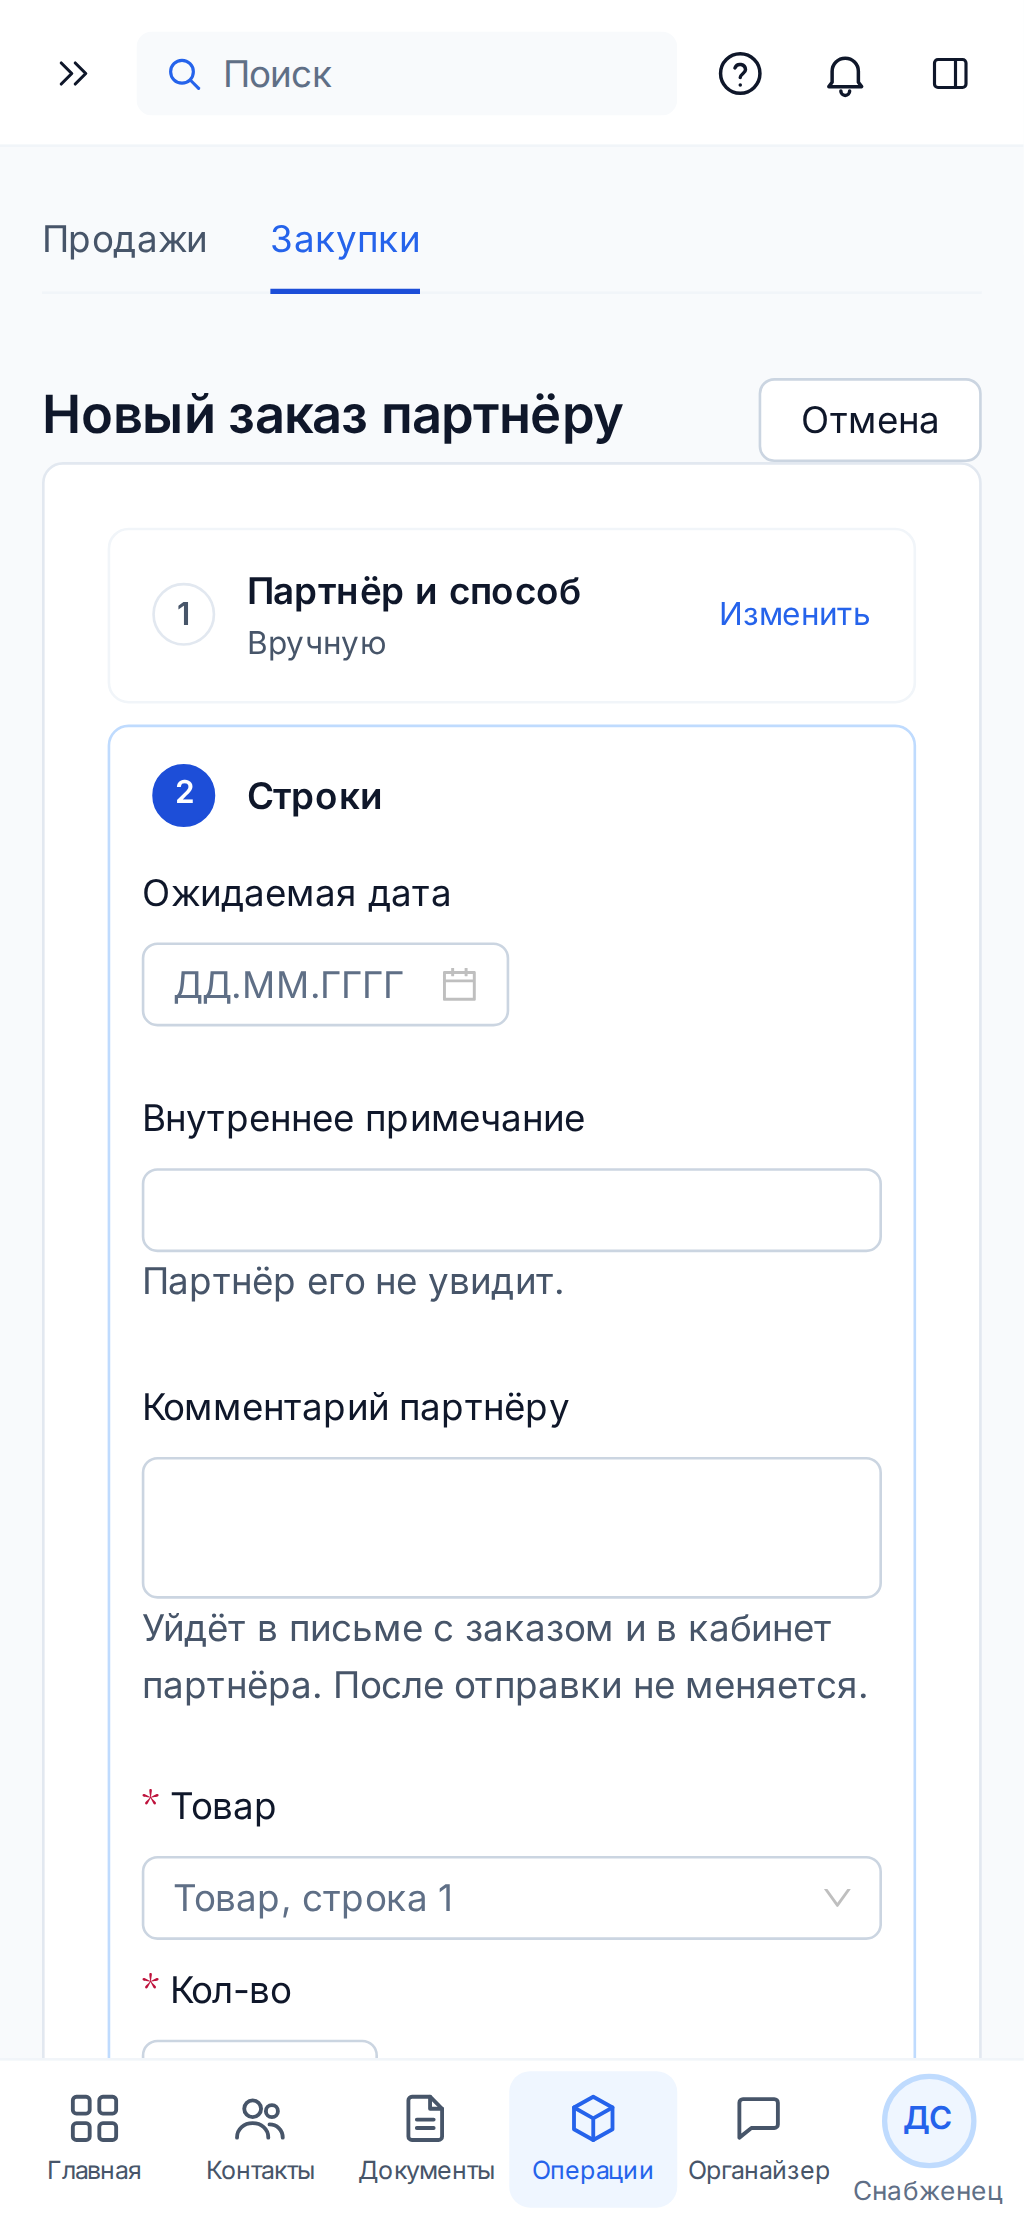 Поиск
Продажи
Закупки
Новый заказ партнёру
Отмена
1
Партнёр и способ
Вручную
Изменить
2
Строки
Ожидаемая дата
ДД.ММ.ГГГГ
Внутреннее примечание
Партнёр его не увидит.
Комментарий партнёру
Уйдёт в письме с заказом и в кабинет
партнёра. После отправки не меняется.
* Товар
Товар, строка 1
* Кол-во
Главная
Контакты
Документы
Операции
Органайзер
ДС
Снабженец